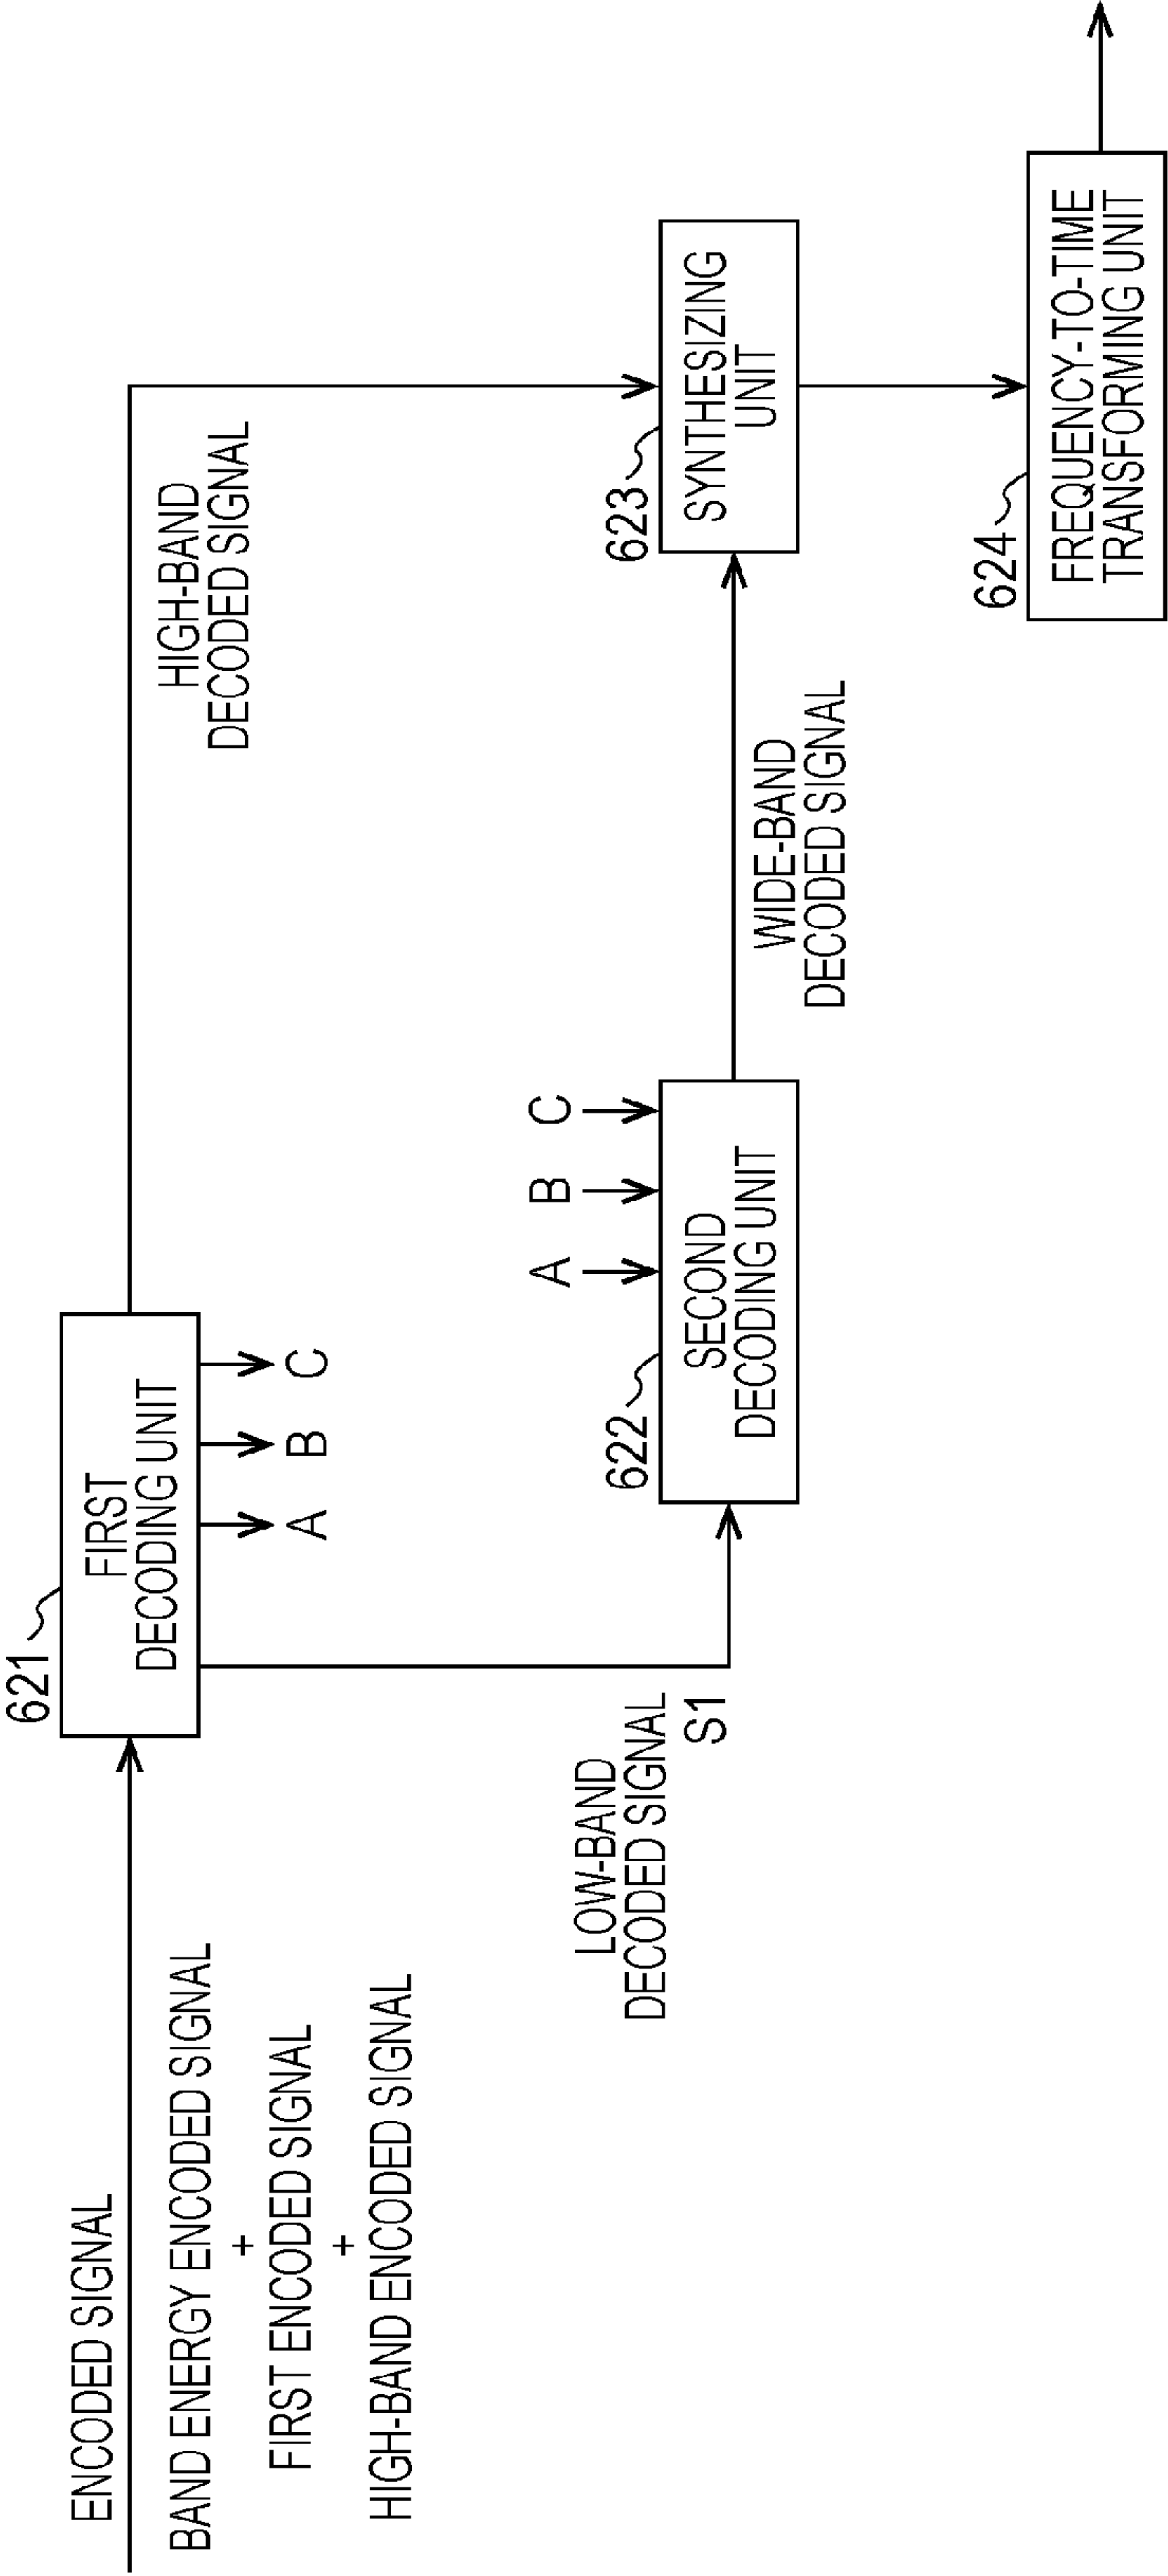 ENCODED SIGNAL
BAND ENERGY ENCODED SIGNAL
+
FIRST ENCODED SIGNAL
+
HIGH-BAND ENCODED SIGNAL
621
FIRST
DECODING UNIT
A B C
HIGH-BAND
DECODED SIGNAL
LOW-BAND
DECODED SIGNAL
S1
A B C
622
SECOND
DECODING UNIT
WIDE-BAND
DECODED SIGNAL
623
SYNTHESIZING
UNIT
624
FREQUENCY-TO-TIME
TRANSFORMING UNIT